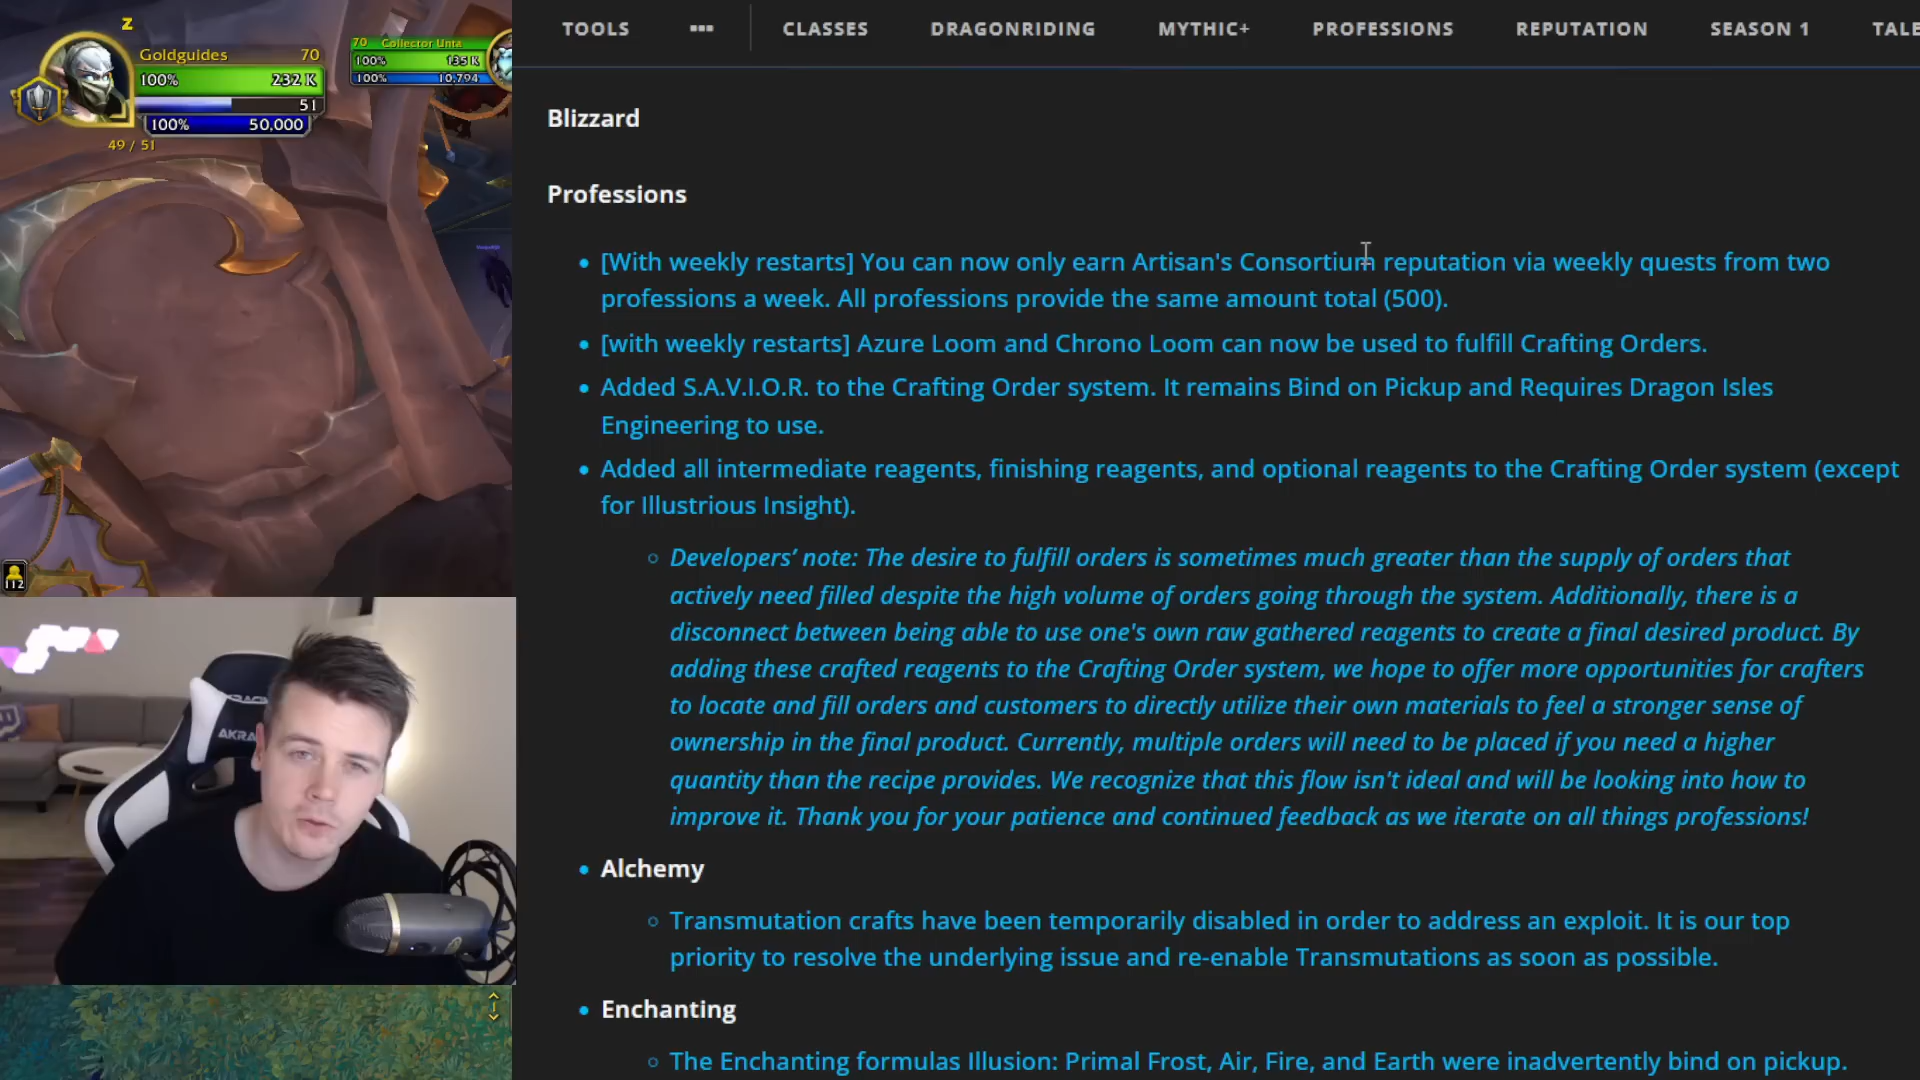 Z
Goldguides 70
100% 232 K
51
100% 50,000
49 / 51
70 Collector Unta
100% 135 K
100% 10,794
112
AKRACING
AKRA
TOOLS ••• CLASSES DRAGONRIDING MYTHIC+ PROFESSIONS REPUTATION SEASON 1 TALE
Blizzard
Professions
• [With weekly restarts] You can now only earn Artisan's Consortium reputation via weekly quests from two
professions a week. All professions provide the same amount total (500).
• [with weekly restarts] Azure Loom and Chrono Loom can now be used to fulfill Crafting Orders.
• Added S.A.V.I.O.R. to the Crafting Order system. It remains Bind on Pickup and Requires Dragon Isles
Engineering to use.
• Added all intermediate reagents, finishing reagents, and optional reagents to the Crafting Order system (except
for Illustrious Insight).
◦ Developers’ note: The desire to fulfill orders is sometimes much greater than the supply of orders that
actively need filled despite the high volume of orders going through the system. Additionally, there is a
disconnect between being able to use one's own raw gathered reagents to create a final desired product. By
adding these crafted reagents to the Crafting Order system, we hope to offer more opportunities for crafters
to locate and fill orders and customers to directly utilize their own materials to feel a stronger sense of
ownership in the final product. Currently, multiple orders will need to be placed if you need a higher
quantity than the recipe provides. We recognize that this flow isn't ideal and will be looking into how to
improve it. Thank you for your patience and continued feedback as we iterate on all things professions!
• Alchemy
◦ Transmutation crafts have been temporarily disabled in order to address an exploit. It is our top
priority to resolve the underlying issue and re-enable Transmutations as soon as possible.
• Enchanting
◦ The Enchanting formulas Illusion: Primal Frost, Air, Fire, and Earth were inadvertently bind on pickup.